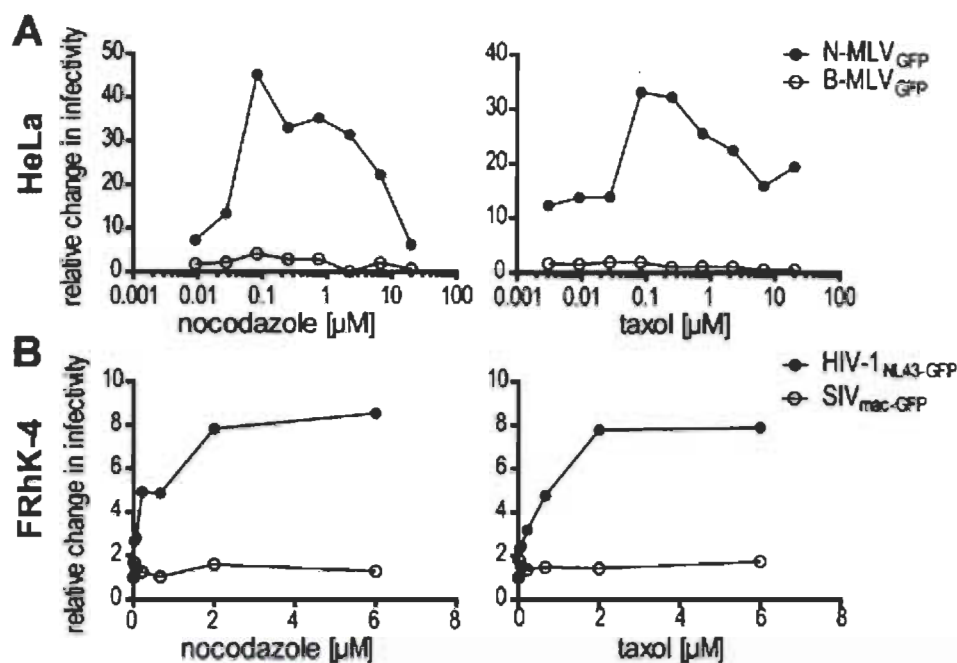 A
HeLa
relative change in infectivity
50
40
30
20
10
0
0.001 0.01 0.1 1 10 100
nocodazole [µM]
40
30
20
10
0
0.001 0.01 0.1 1 10 100
taxol [µM]
N-MLVGFP
B-MLVGFP
B
FRhK-4
relative change in infectivity
10
8
6
4
2
0
0 2 4 6 8
nocodazole [µM]
10
8
6
4
2
0
0 2 4 6 8
taxol [µM]
HIV-1NL43-GFP
SIVmac-GFP